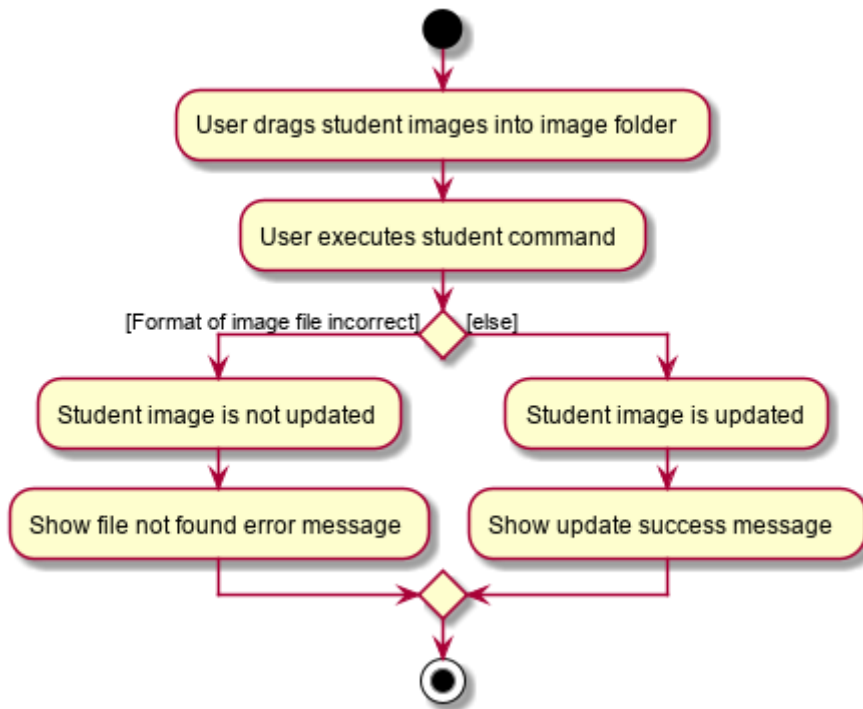 User drags student images into image folder
User executes student command
[Format of image file incorrect]
[else]
Student image is not updated
Student image is updated
Show file not found error message
Show update success message